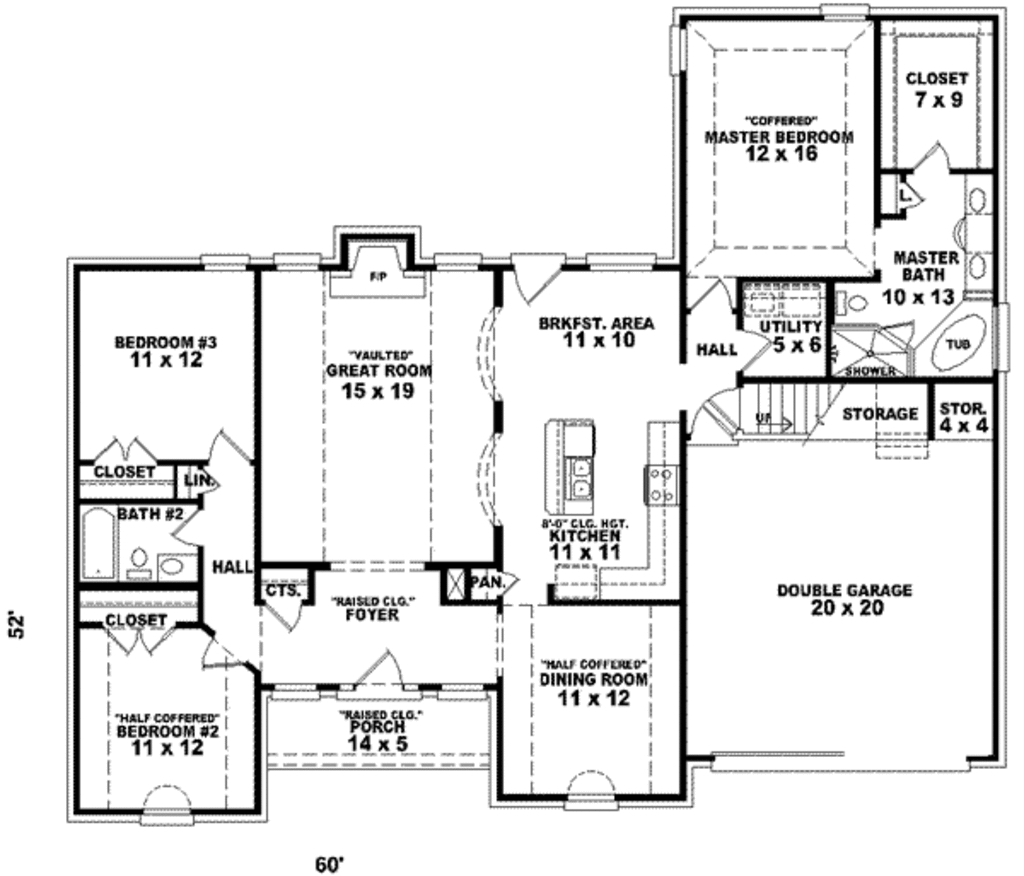 CLOSET
7 x 9
"COFFERED"
MASTER BEDROOM
12 x 16
L.
MASTER
BATH
10 x 13
F/P
BRKFST. AREA
11 x 10
UTILITY
5 x 6
HALL
TUB
SHOWER
BEDROOM #3
11 x 12
"VAULTED"
GREAT ROOM
15 x 19
STORAGE
STOR.
4 x 4
UP
CLOSET
LIN.
BATH #2
8'-0" CLG. HGT.
KITCHEN
11 x 11
HALL
CTS.
PAN.
"RAISED CLG."
FOYER
DOUBLE GARAGE
20 x 20
CLOSET
52'
"HALF COFFERED"
DINING ROOM
11 x 12
"HALF COFFERED"
BEDROOM #2
11 x 12
"RAISED CLG."
PORCH
14 x 5
60'